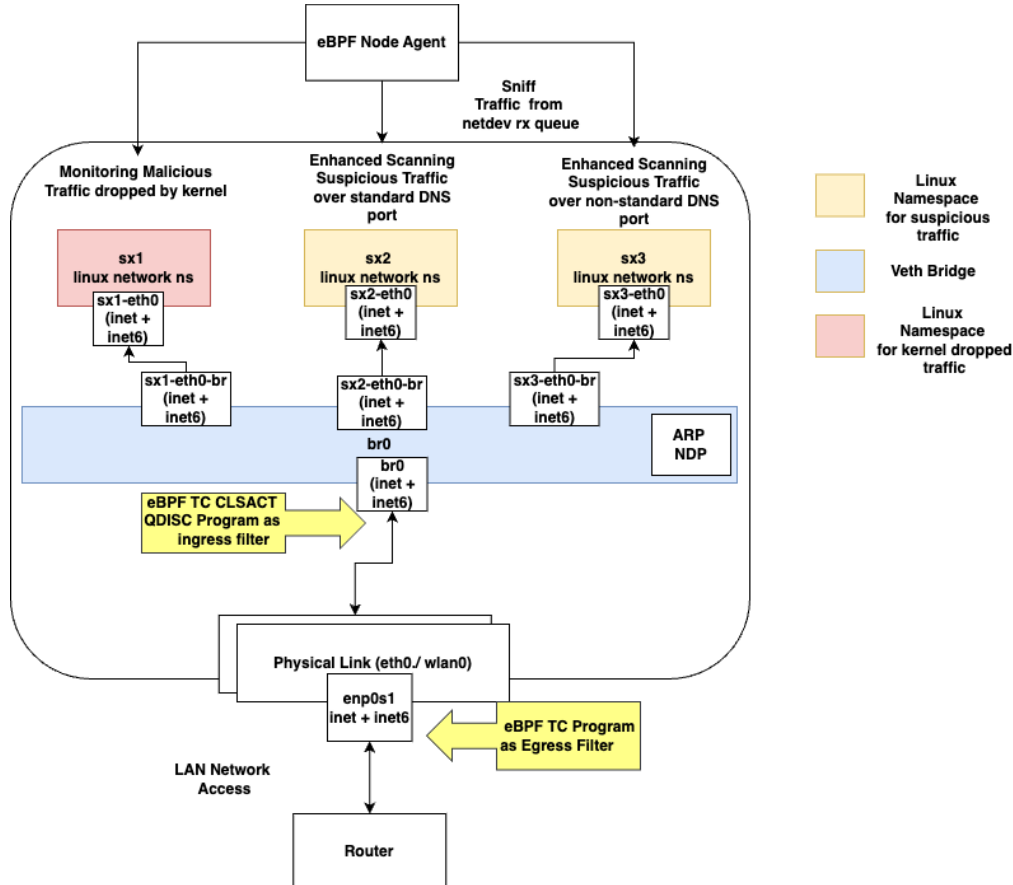 eBPF Node Agent
Sniff
Traffic from
netdev rx queue
Monitoring Malicious
Traffic dropped by kernel
Enhanced Scanning
Suspicious Traffic
over standard DNS
port
Enhanced Scanning
Suspicious Traffic
over non-standard DNS
port
sx1
linux network ns
sx1-eth0
(inet +
inet6)
sx2
linux network ns
sx2-eth0
(inet +
inet6)
sx3
linux network ns
sx3-eth0
(inet +
inet6)
sx1-eth0-br
(inet +
inet6)
sx2-eth0-br
(inet +
inet6)
sx3-eth0-br
(inet +
inet6)
br0
ARP
NDP
br0
(inet +
inet6)
eBPF TC CLSACT
QDISC Program as
ingress filter
Physical Link (eth0./ wlan0)
enp0s1
inet + inet6
eBPF TC Program
as Egress Filter
LAN Network
Access
Router
Linux
Namespace
for suspicious
traffic
Veth Bridge
Linux
Namespace
for kernel dropped
traffic